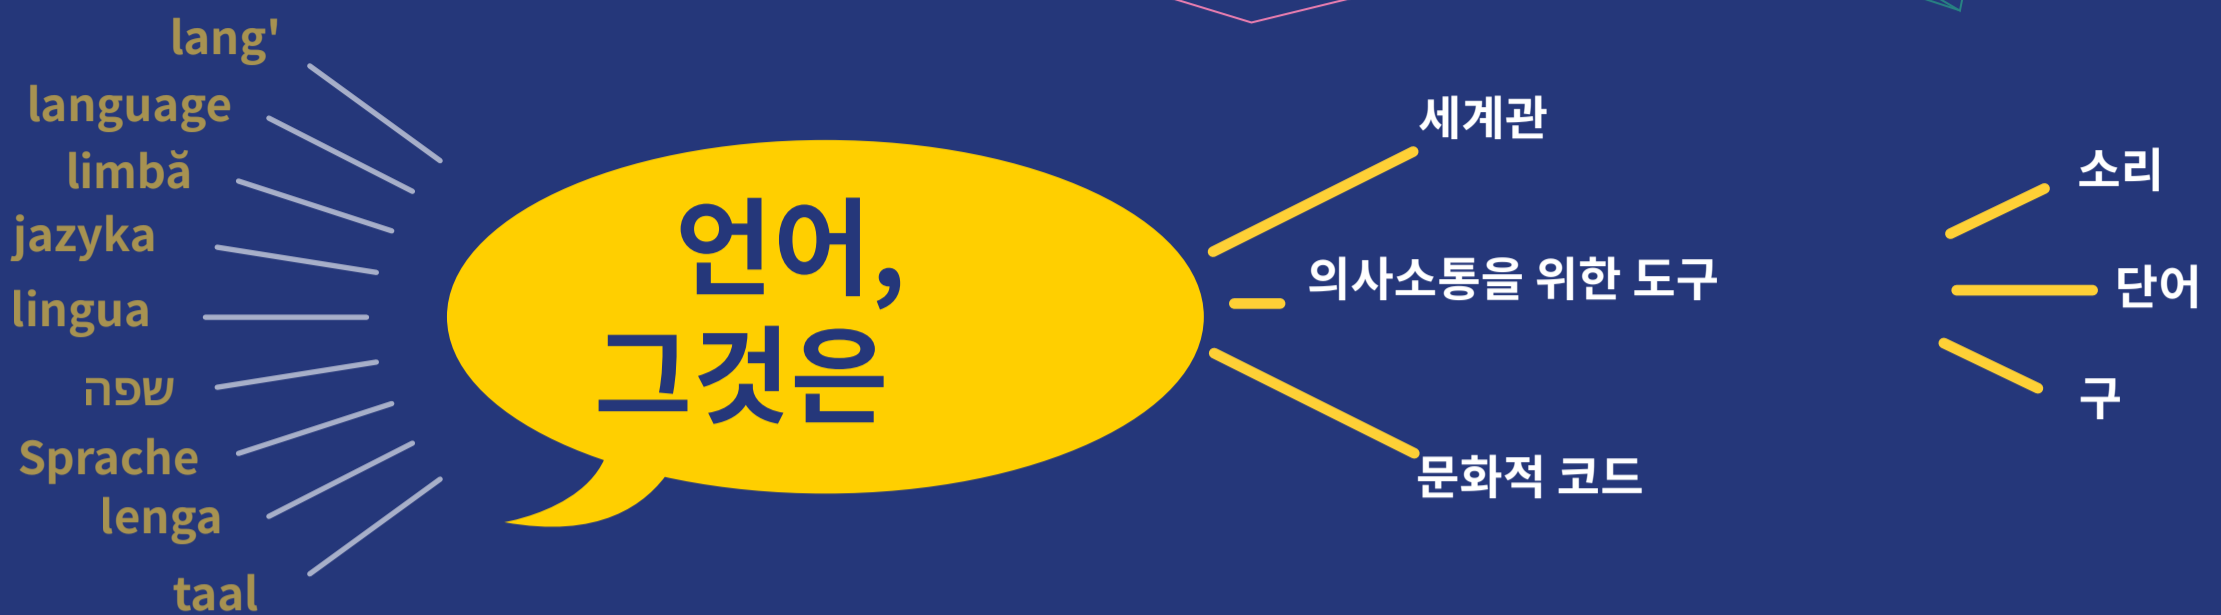 lang'
language
limbă
jazyka
lingua
שפה
Sprache
lenga
taal
언어,
그것은
세계관
의사소통을 위한 도구
문화적 코드
소리
단어
구